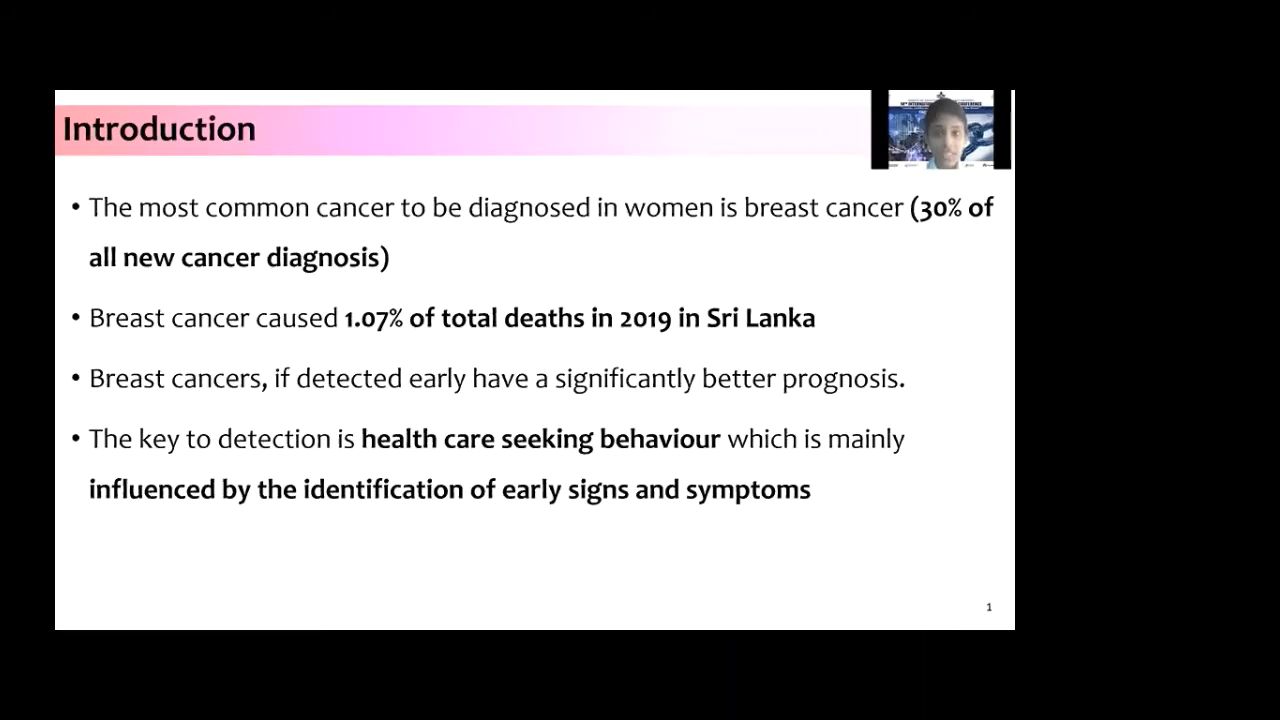 Introduction
• The most common cancer to be diagnosed in women is breast cancer (30% of
all new cancer diagnosis)
• Breast cancer caused 1.07% of total deaths in 2019 in Sri Lanka
• Breast cancers, if detected early have a significantly better prognosis.
• The key to detection is health care seeking behaviour which is mainly
influenced by the identification of early signs and symptoms
1